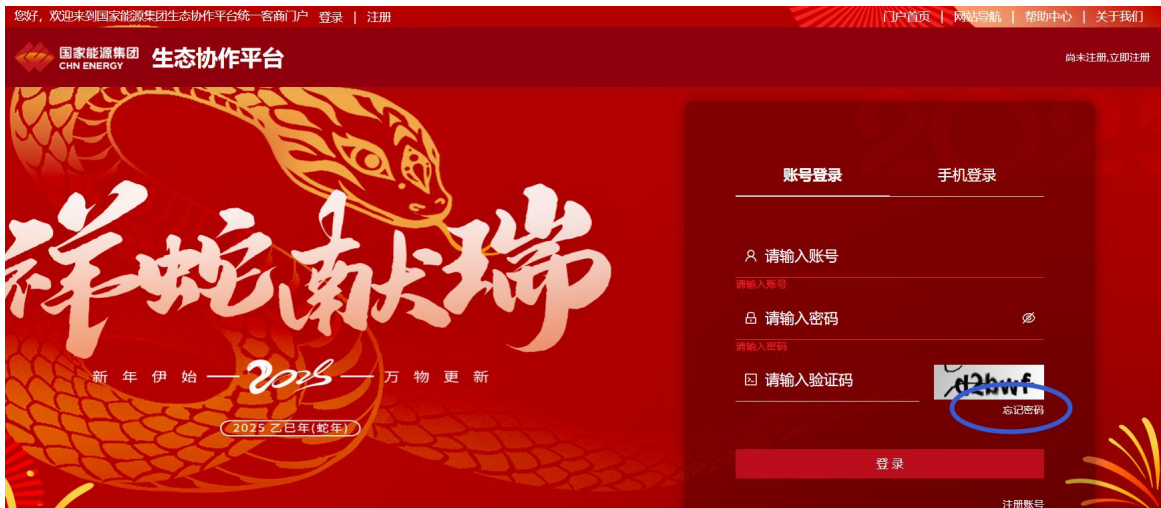 您好，欢迎来到国家能源集团生态协作平台统一客商门户 登录 | 注册
门户首页 | 网站导航 | 帮助中心 | 关于我们
国家能源集团
CHN ENERGY
生态协作平台
尚未注册,立即注册
祥蛇献瑞
新年伊始 2025 万物更新
2025 乙巳年(蛇年)
账号登录 手机登录
请输入账号
请输入账号
请输入密码
请输入密码
请输入验证码
d2bwf
忘记密码
登录
注册账号